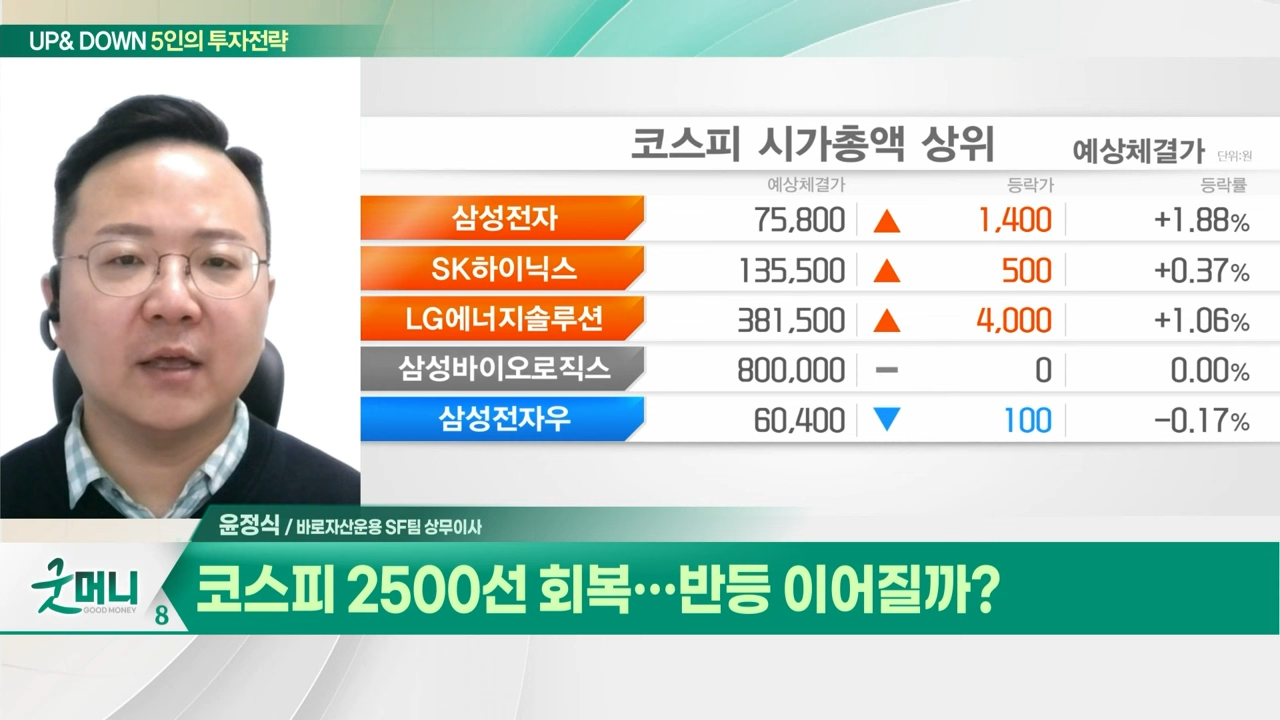 UP& DOWN 5인의 투자전략
코스피 시가총액 상위 예상체결가 단위:원
예상체결가 등락가 등락률
삼성전자 75,800 ▲ 1,400 +1.88%
SK하이닉스 135,500 ▲ 500 +0.37%
LG에너지솔루션 381,500 ▲ 4,000 +1.06%
삼성바이오로직스 800,000 - 0 0.00%
삼성전자우 60,400 ▼ 100 -0.17%
윤정식 / 바로자산운용 SF팀 상무이사
굿머니
GOOD MONEY
8
코스피 2500선 회복…반등 이어질까?